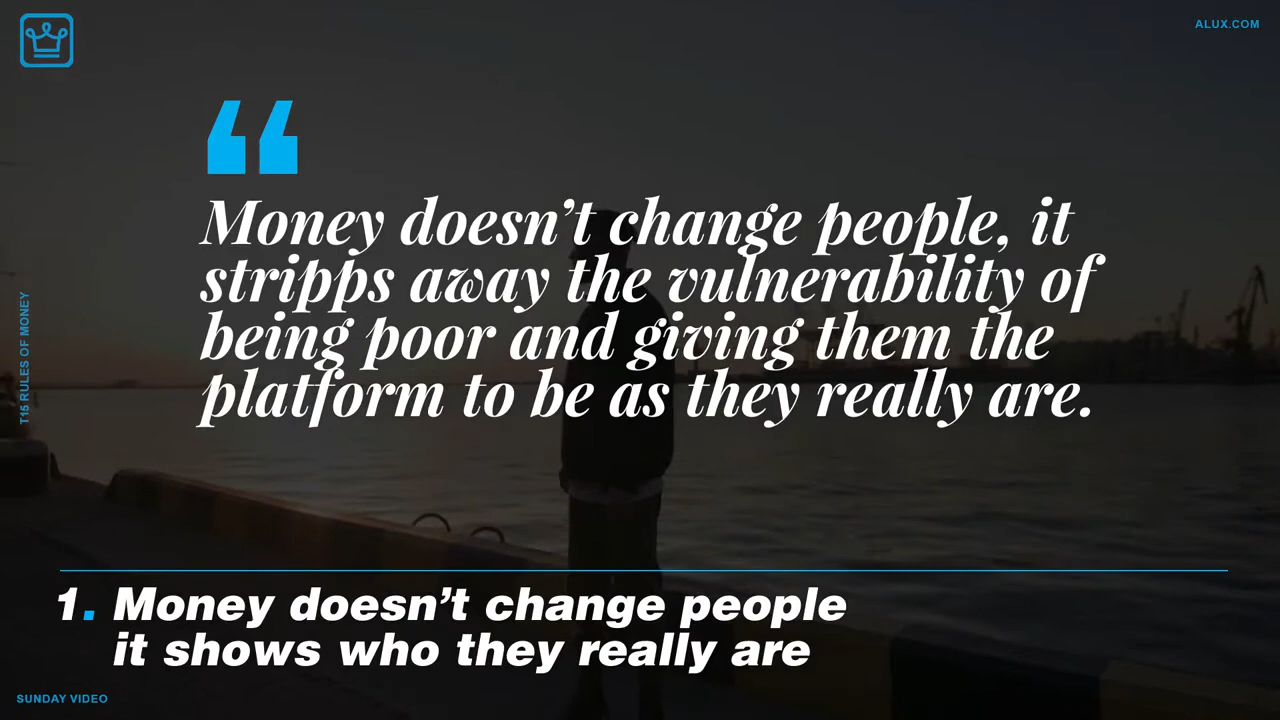 ALUX.COM
“
Money doesn’t change people, it
stripps away the vulnerability of
being poor and giving them the
platform to be as they really are.
T15 RULES OF MONEY
1. Money doesn’t change people
it shows who they really are
SUNDAY VIDEO